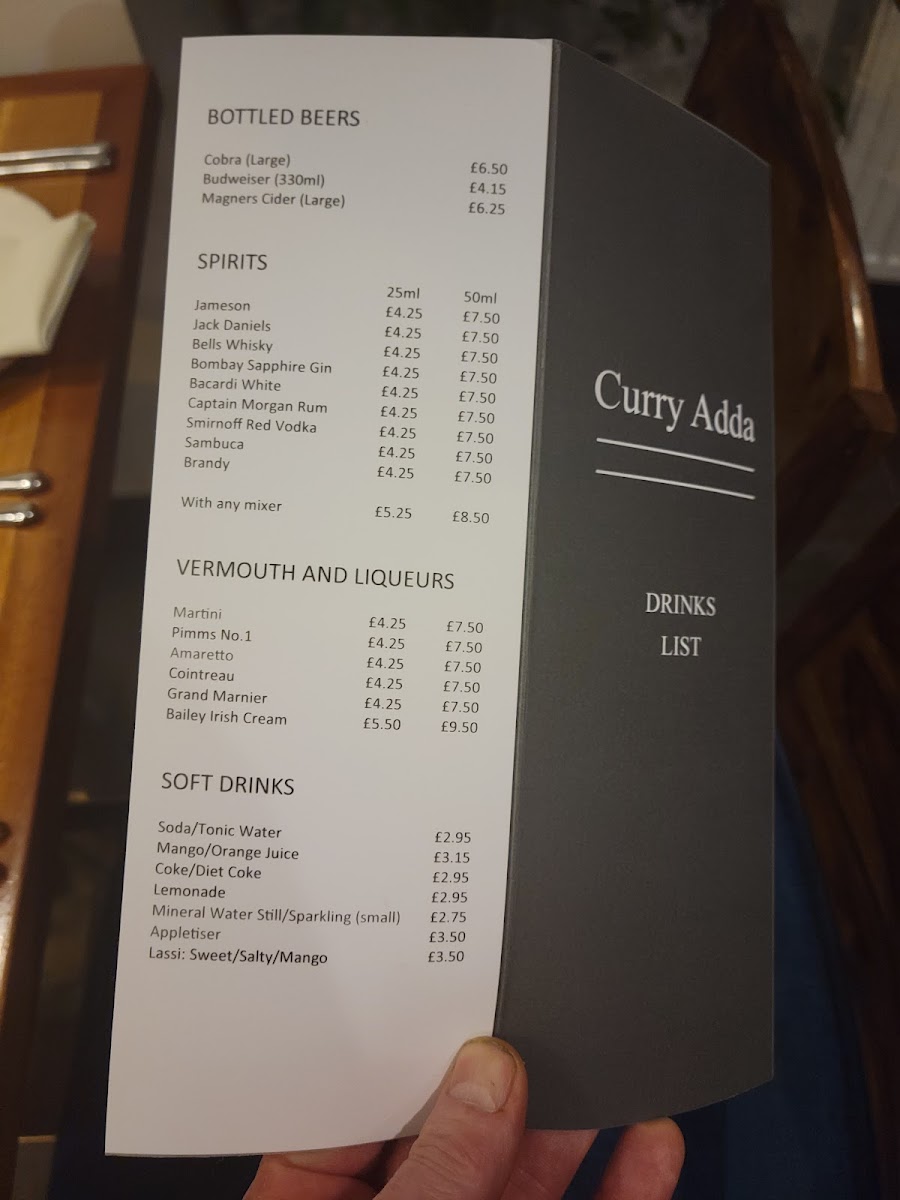 BOTTLED BEERS
Cobra (Large) £6.50
Budweiser (330ml) £4.15
Magners Cider (Large) £6.25
SPIRITS
25ml 50ml
Jameson £4.25 £7.50
Jack Daniels £4.25 £7.50
Bells Whisky £4.25 £7.50
Bombay Sapphire Gin £4.25 £7.50
Bacardi White £4.25 £7.50
Captain Morgan Rum £4.25 £7.50
Smirnoff Red Vodka £4.25 £7.50
Sambuca £4.25 £7.50
Brandy £4.25 £7.50
With any mixer £5.25 £8.50
VERMOUTH AND LIQUEURS
Martini £4.25 £7.50
Pimms No.1 £4.25 £7.50
Amaretto £4.25 £7.50
Cointreau £4.25 £7.50
Grand Marnier £4.25 £7.50
Bailey Irish Cream £5.50 £9.50
SOFT DRINKS
Soda/Tonic Water £2.95
Mango/Orange Juice £3.15
Coke/Diet Coke £2.95
Lemonade £2.95
Mineral Water Still/Sparkling (small) £2.75
Appletiser £3.50
Lassi: Sweet/Salty/Mango £3.50
Curry Adda
DRINKS
LIST